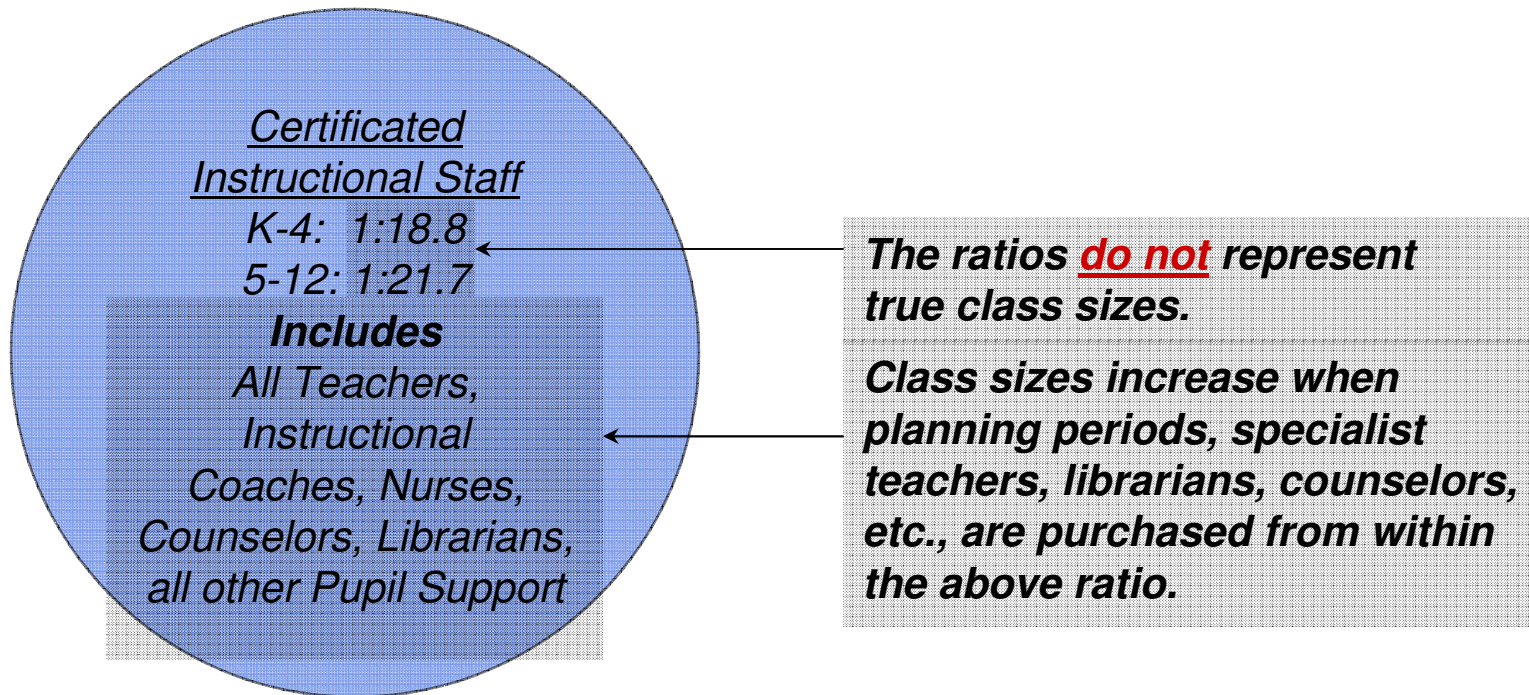 Certificated
Instructional Staff
K-4: 1:18.8
5-12: 1:21.7
Includes
All Teachers,
Instructional
Coaches, Nurses,
Counselors, Librarians,
all other Pupil Support
The ratios do not represent
true class sizes.
Class sizes increase when
planning periods, specialist
teachers, librarians, counselors,
etc., are purchased from within
the above ratio.